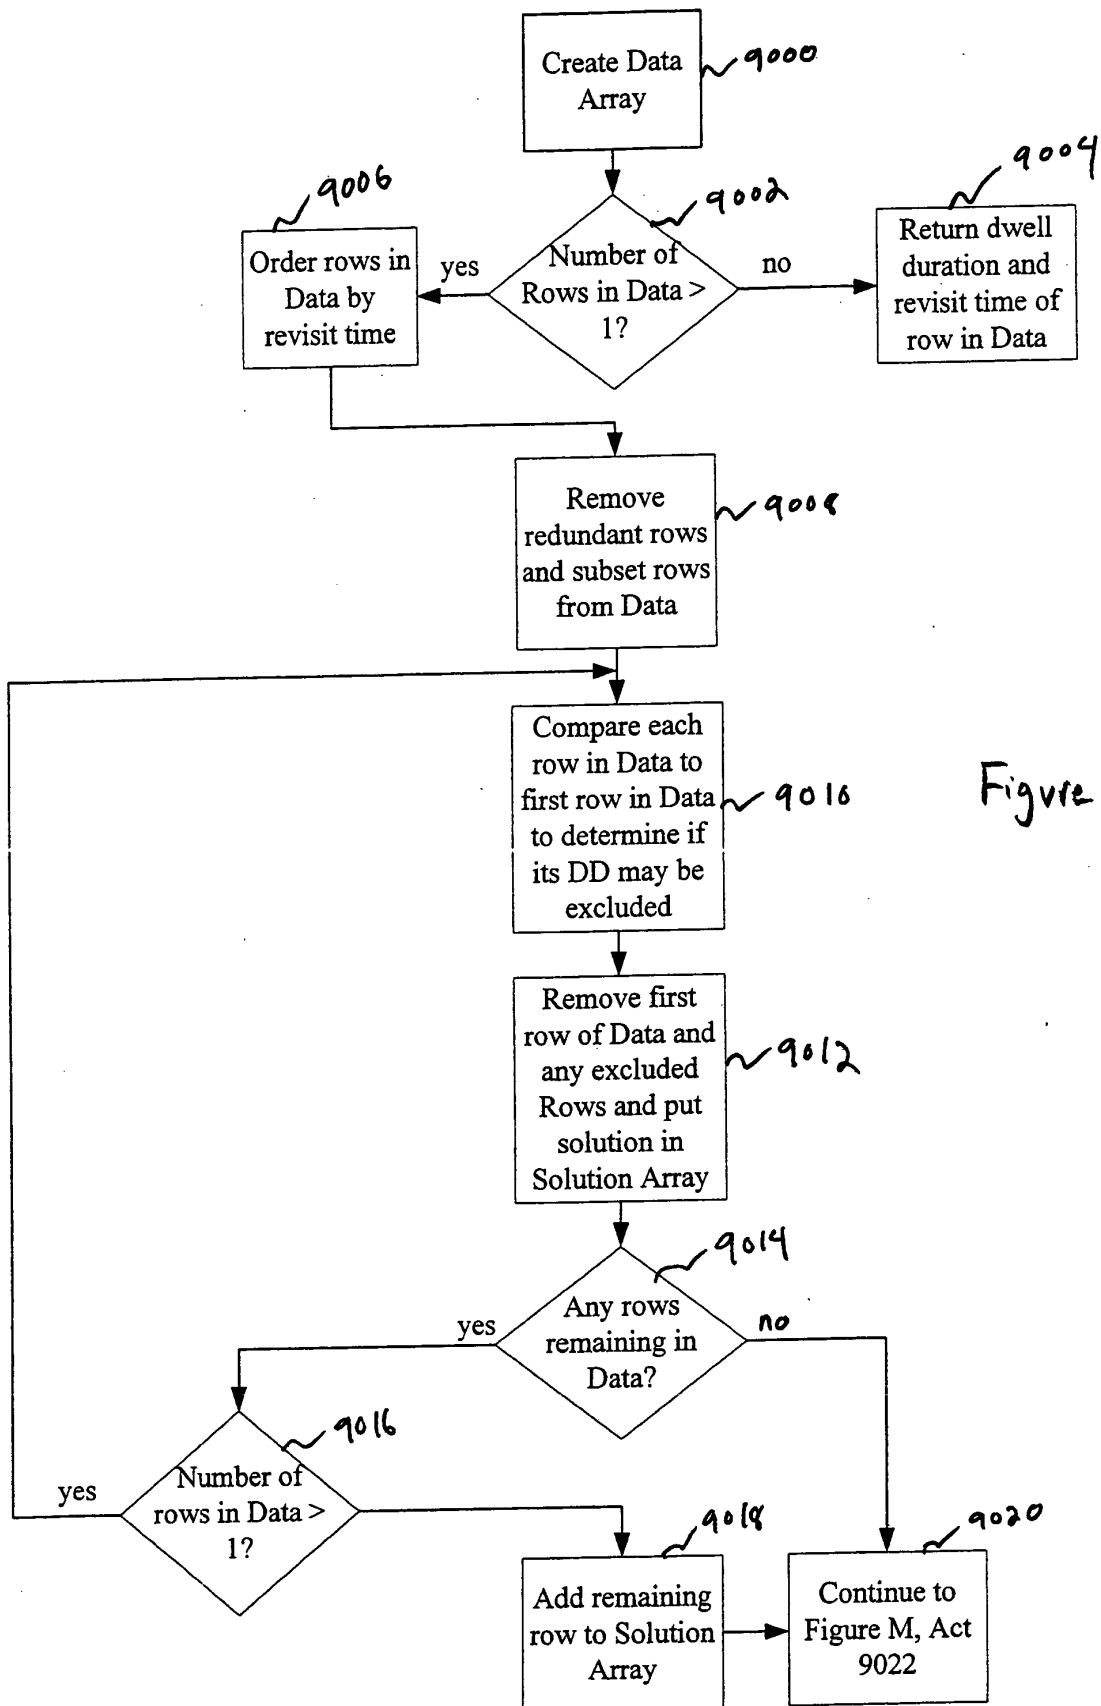 Create Data
Array
9000
9002
Number of
Rows in Data >
1?
yes
no
9004
Return dwell
duration and
revisit time of
row in Data
9006
Order rows in
Data by
revisit time
Remove
redundant rows
and subset rows
from Data
9008
Compare each
row in Data to
first row in Data
to determine if
its DD may be
excluded
9010
Figure
Remove first
row of Data and
any excluded
Rows and put
solution in
Solution Array
9012
9014
Any rows
remaining in
Data?
yes
no
9016
Number of
rows in Data >
1?
yes
9018
Add remaining
row to Solution
Array
9020
Continue to
Figure M, Act
9022